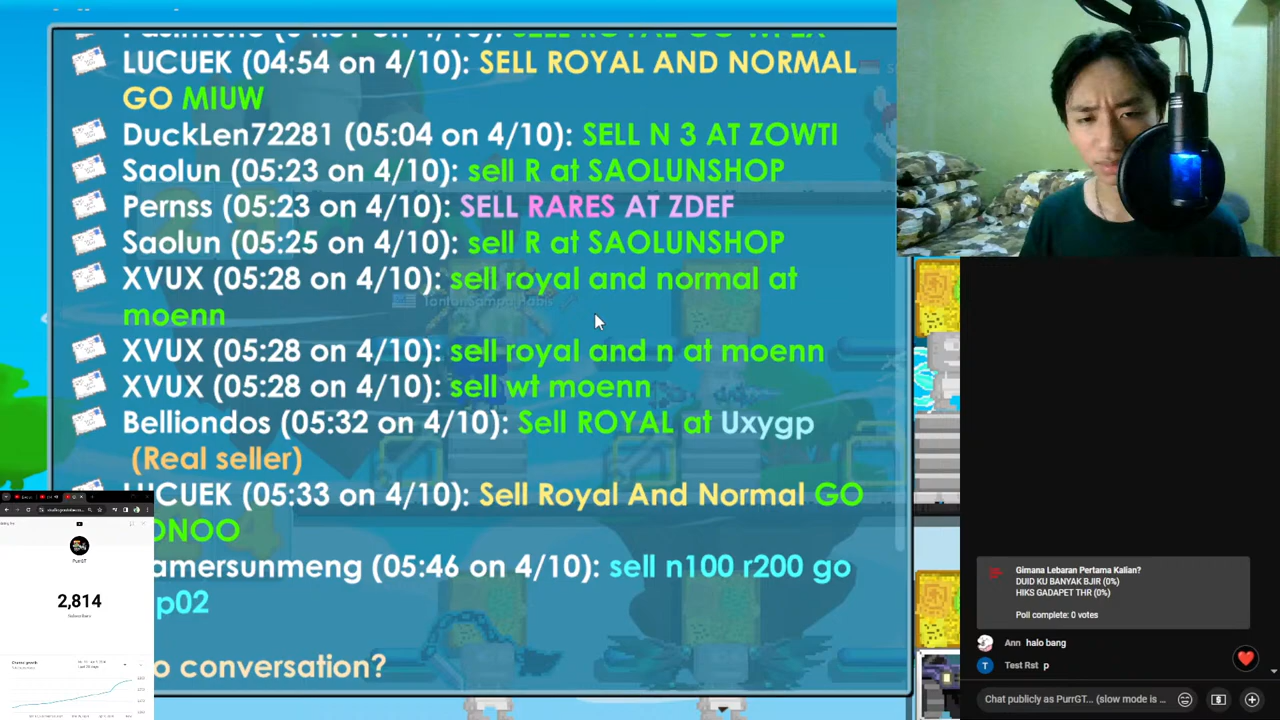 LUCUEK (04:54 on 4/10): SELL ROYAL AND NORMAL
GO MIUW
DuckLen72281 (05:04 on 4/10): SELL N 3 AT ZOWTI
Saolun (05:23 on 4/10): sell R at SAOLUNSHOP
Pernss (05:23 on 4/10): SELL RARES AT ZDEF
Saolun (05:25 on 4/10): sell R at SAOLUNSHOP
XVUX (05:28 on 4/10): sell royal and normal at
moenn
XVUX (05:28 on 4/10): sell royal and n at moenn
XVUX (05:28 on 4/10): sell wt moenn
Belliondos (05:32 on 4/10): Sell ROYAL at Uxygp
(Real seller)
LUCUEK (05:33 on 4/10): Sell Royal And Normal GO
ONOO
amersunmeng (05:46 on 4/10): sell n100 r200 go
p02
o conversation?
PurrGT
2,814
Subscribers
Gimana Lebaran Pertama Kalian?
DUID KU BANYAK BJIR (0%)
HIKS GADAPET THR (0%)
Poll complete: 0 votes
Ann halo bang
T Test Rst p
Chat publicly as PurrGT... (slow mode is ...